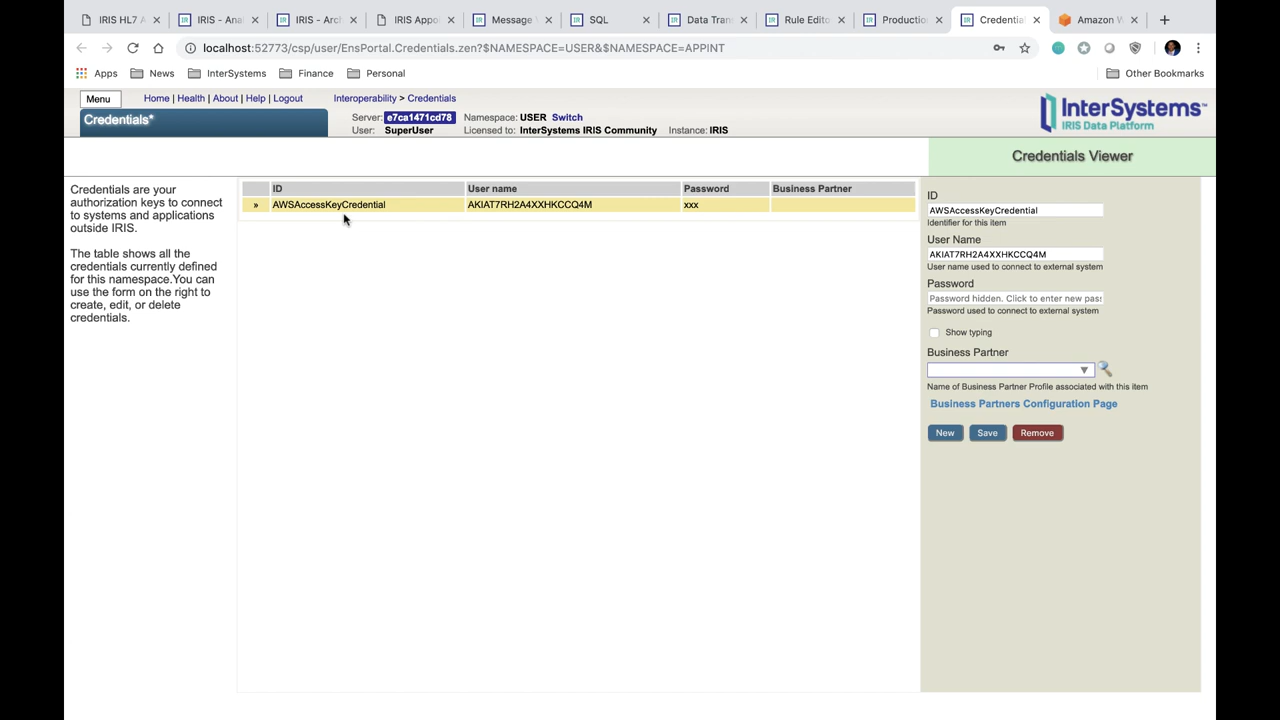 IRIS HL7 A
IRIS - Anal
IRIS - Arch
IRIS Appo
Message V
SQL
Data Tran
Rule Edito
Production
Credential
Amazon W
localhost:52773/csp/user/EnsPortal.Credentials.zen?$NAMESPACE=USER&$NAMESPACE=APPINT
Apps News InterSystems Finance Personal Other Bookmarks
Menu Home | Health | About | Help | Logout Interoperability > Credentials
Credentials*
Server: e7ca1471cd78 Namespace: USER Switch
User: SuperUser Licensed to: InterSystems IRIS Community Instance: IRIS
InterSystems
IRIS Data Platform
Credentials Viewer
Credentials are your
authorization keys to connect
to systems and applications
outside IRIS.
The table shows all the
credentials currently defined
for this namespace.You can
use the form on the right to
create, edit, or delete
credentials.
ID User name Password Business Partner
» AWSAccessKeyCredential AKIAT7RH2A4XXHKCCQ4M xxx
ID
AWSAccessKeyCredential
Identifier for this item
User Name
AKIAT7RH2A4XXHKCCQ4M
User name used to connect to external system
Password
Password hidden. Click to enter new pas
Password used to connect to external system
Show typing
Business Partner
Name of Business Partner Profile associated with this item
Business Partners Configuration Page
New Save Remove